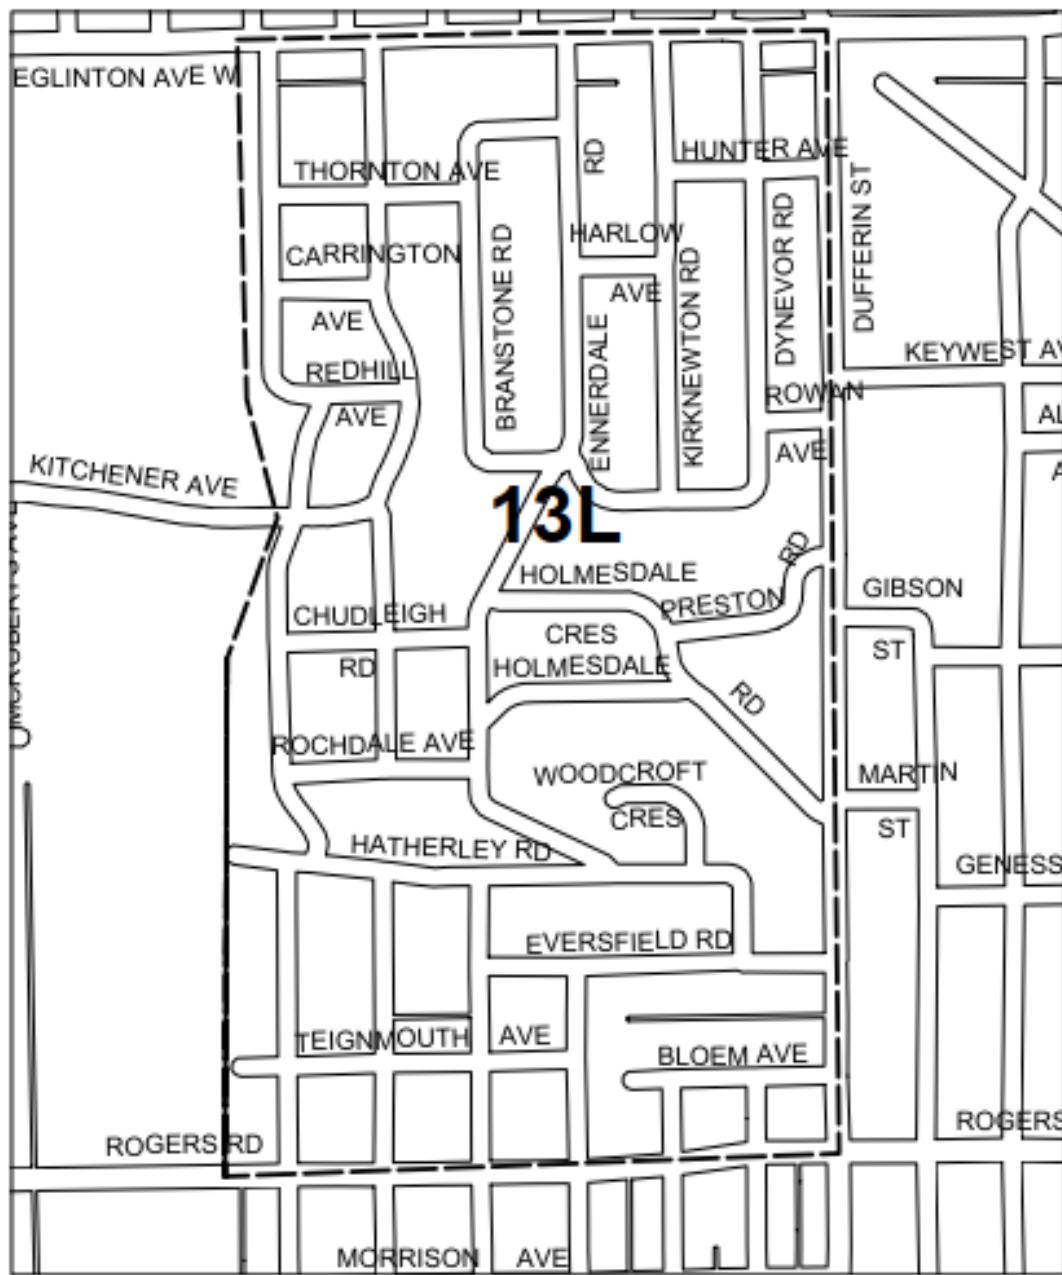 EGLINTON AVE W
THORNTON AVE
HUNTER AVE
RD
DUFFERIN ST
CARRINGTON
AVE
BRANSTONE RD
HARLOW
AVE
DYNEVOR RD
KIRKNEWTON RD
ENNERDALE
KEYWEST AV
REDHILL
AVE
ROWAN
AVE
AL
A
KITCHENER AVE
13L
MCROBERTS AVE
HOLMESDALE
CRES
PRESTON
RD
GIBSON
ST
CHUDLEIGH
RD
HOLMESDALE
RD
ROCHDALE AVE
WOODCROFT
CRES
MARTIN
ST
HATHERLEY RD
GENESS
EVERSFIELD RD
TEIGNMOUTH AVE
BLOEM AVE
ROGERS RD
ROGERS
MORRISON AVE